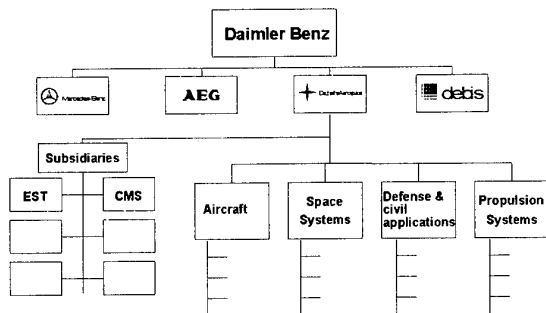 Daimler Benz
Mercedes-Benz
AEG
debis
Subsidiaries
EST
CMS
Aircraft
Space
Systems
Defense &
civil
applications
Propulsion
Systems